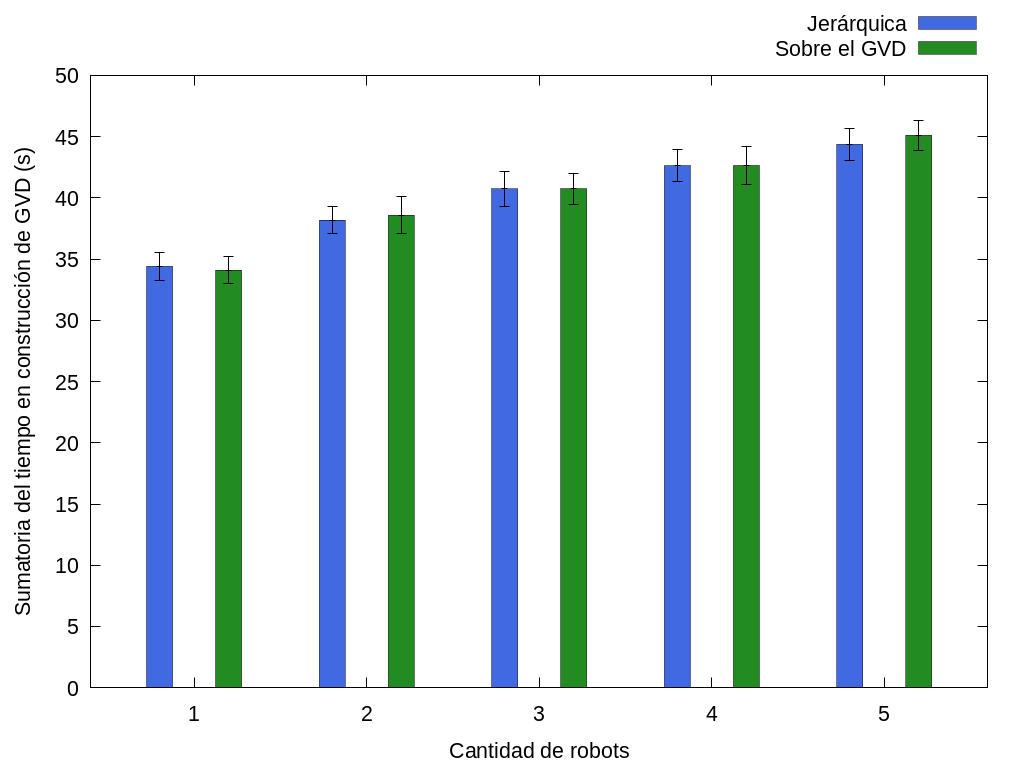 Jerárquica
Sobre el GVD
Sumatoria del tiempo en construcción de GVD (s)
50
45
40
35
30
25
20
15
10
5
0
1 2 3 4 5
Cantidad de robots